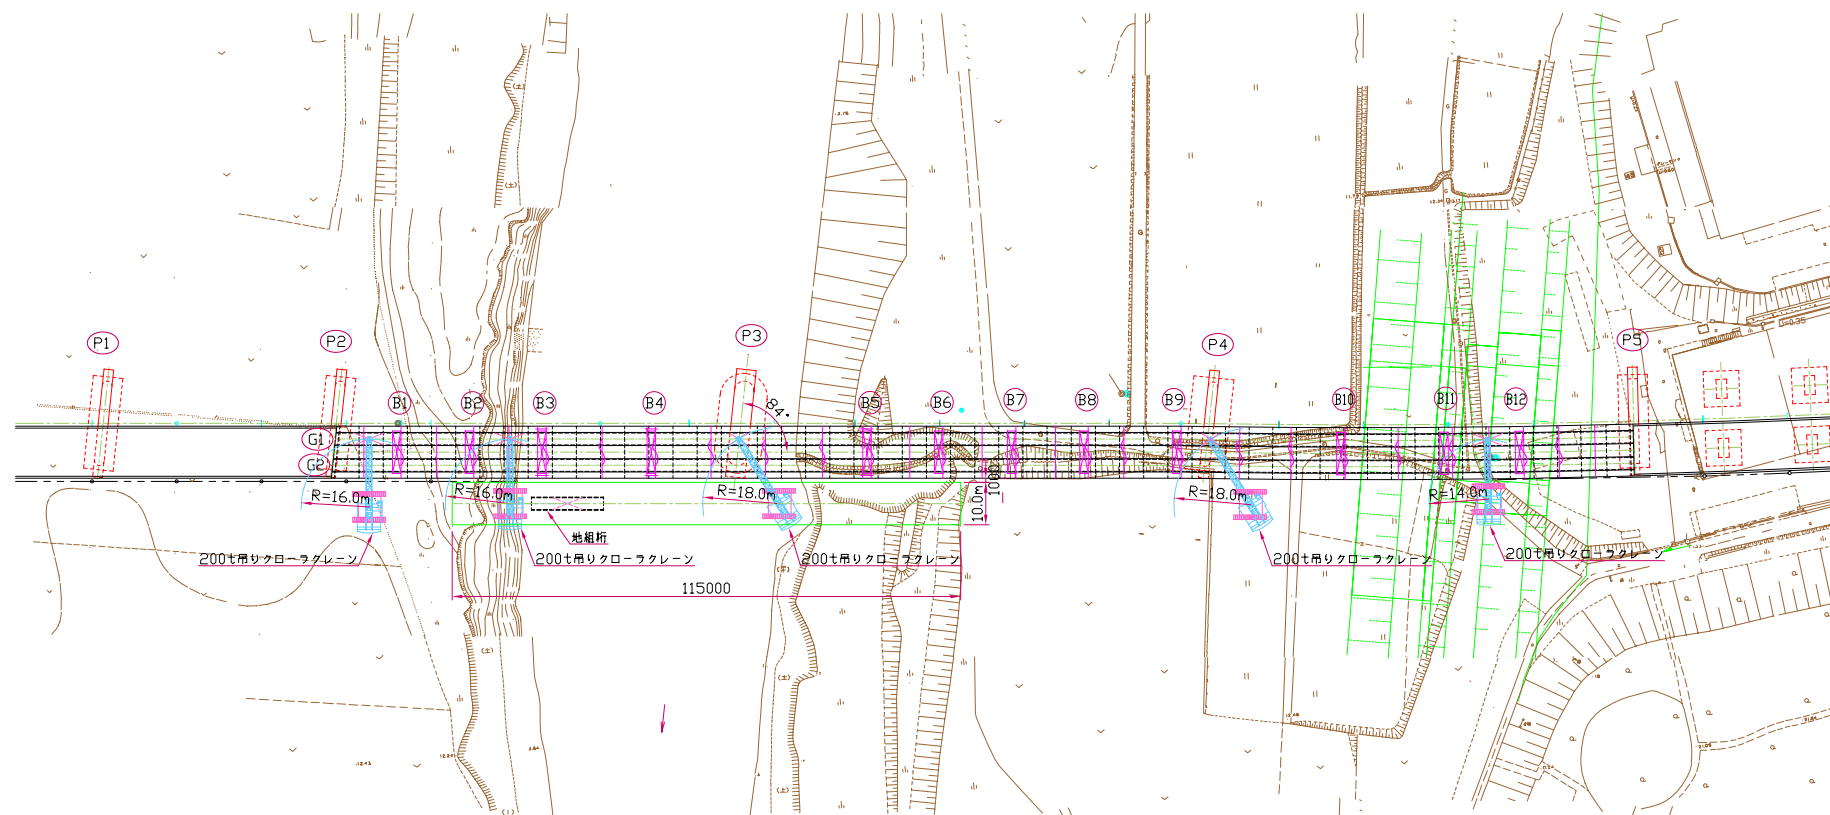 P1
P2
P3
P4
P5
84°
B1
B2
B3
B4
B5
B6
B7
B8
B9
B10
B11
B12
G1
G2
R=16.0m
R=16.0m
R=18.0m
R=18.0m
R=14.0m
10.0m
地組桁
200t吊りクローラクレーン
200t吊りクローラクレーン
200t吊りクローラクレーン
200t吊りクローラクレーン
200t吊りクローラクレーン
115000